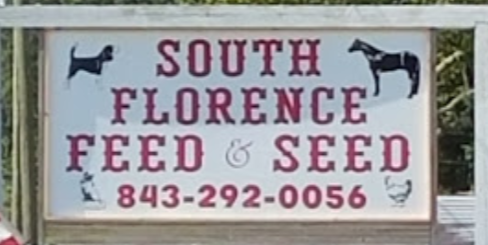 SOUTH
FLORENCE
FEED & SEED
843-292-0056